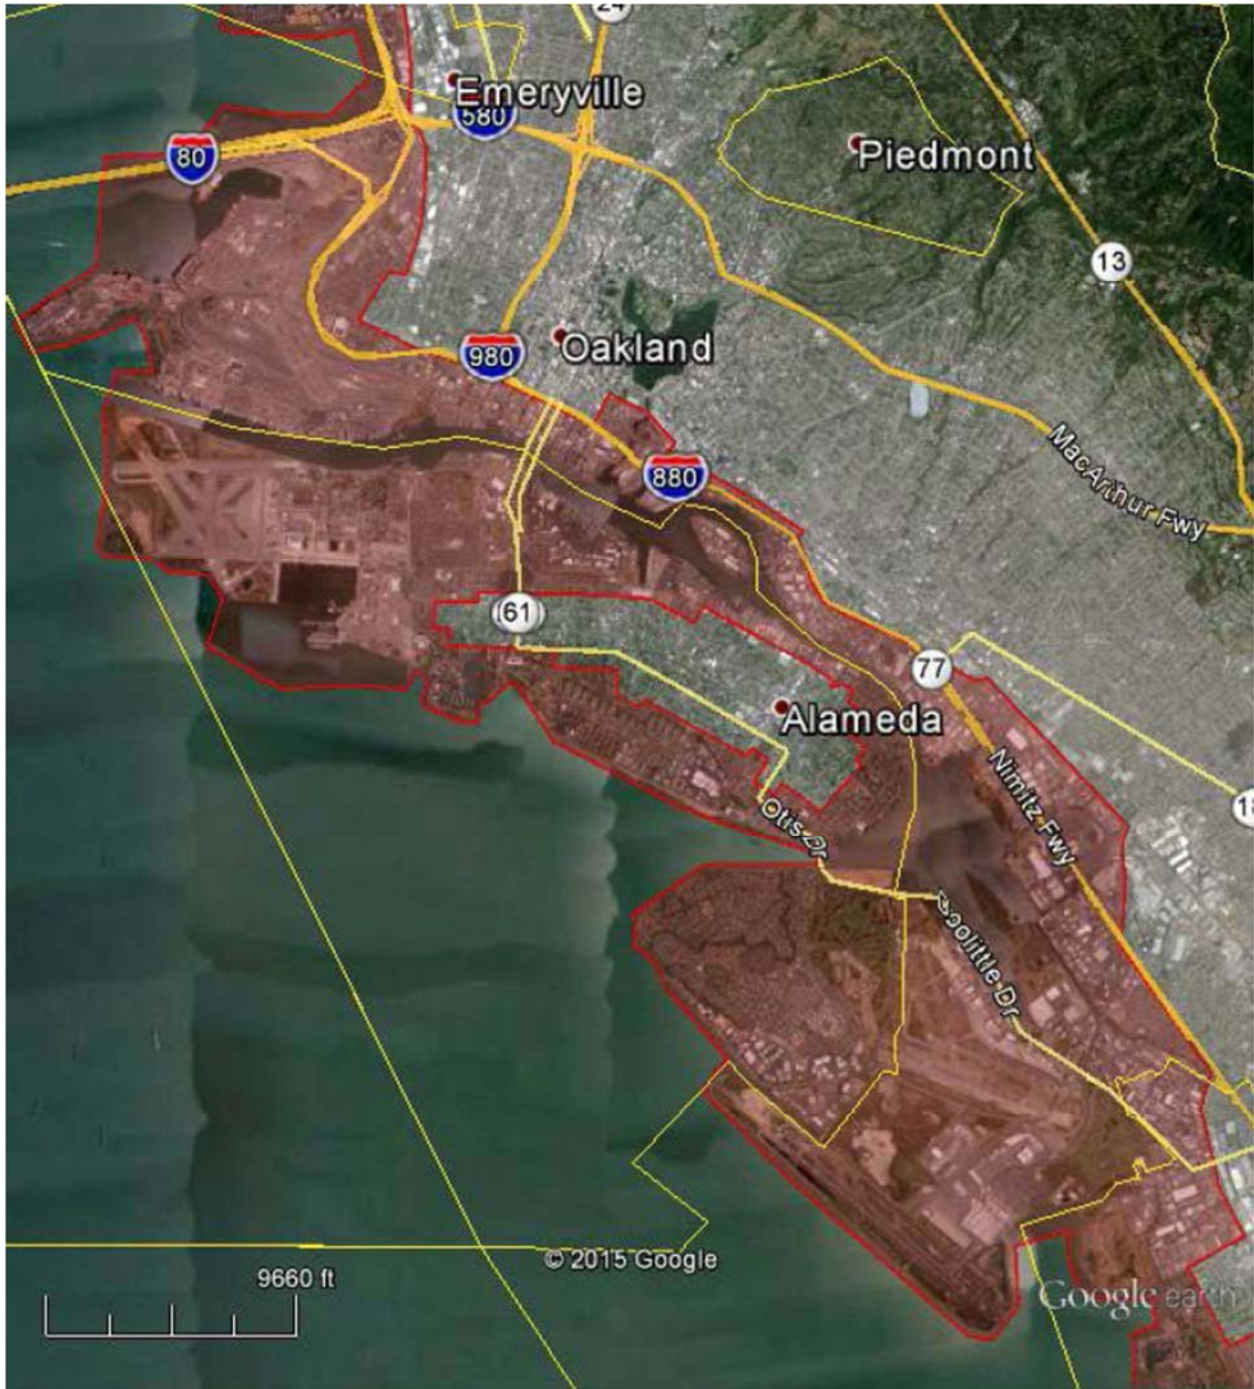 24
Emeryville
580
80
Piedmont
13
980
Oakland
MacArthur Fwy
880
61
77
Alameda
Nimitz Fwy
Otis Dr
Doolittle Dr
© 2015 Google
9660 ft
Google earth